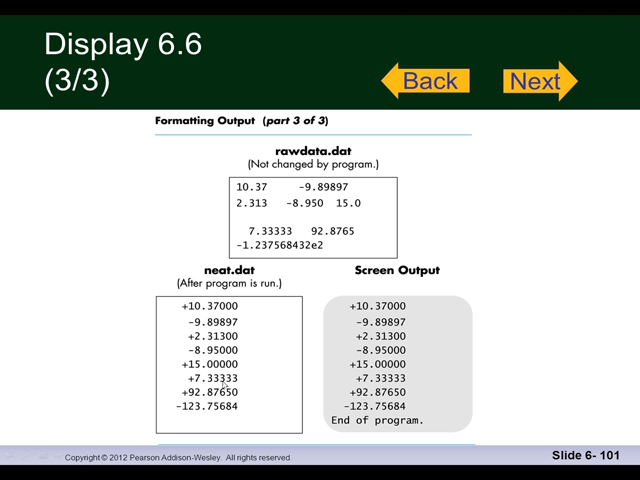 Display 6.6
(3/3)
Back
Next
Formatting Output (part 3 of 3)
rawdata.dat
(Not changed by program.)
10.37 -9.89897
2.313 -8.950 15.0
7.33333 92.8765
-1.237568432e2
neat.dat
(After program is run.)
+10.37000
-9.89897
+2.31300
-8.95000
+15.00000
+7.33333
+92.87650
-123.75684
Screen Output
+10.37000
-9.89897
+2.31300
-8.95000
+15.00000
+7.33333
+92.87650
-123.75684
End of program.
Copyright © 2012 Pearson Addison-Wesley. All rights reserved.
Slide 6- 101